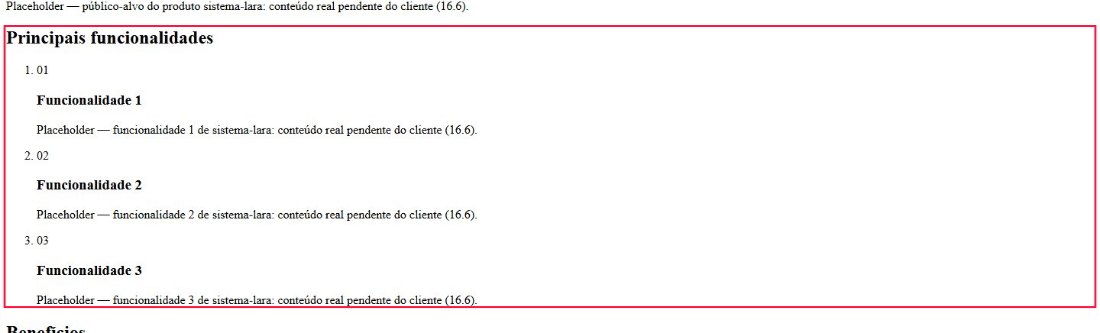 Placeholder — público-alvo do produto sistema-lara: conteúdo real pendente do cliente (16.6).
Principais funcionalidades
1. 01
Funcionalidade 1
Placeholder — funcionalidade 1 de sistema-lara: conteúdo real pendente do cliente (16.6).
2. 02
Funcionalidade 2
Placeholder — funcionalidade 2 de sistema-lara: conteúdo real pendente do cliente (16.6).
3. 03
Funcionalidade 3
Placeholder — funcionalidade 3 de sistema-lara: conteúdo real pendente do cliente (16.6).
Benefícios